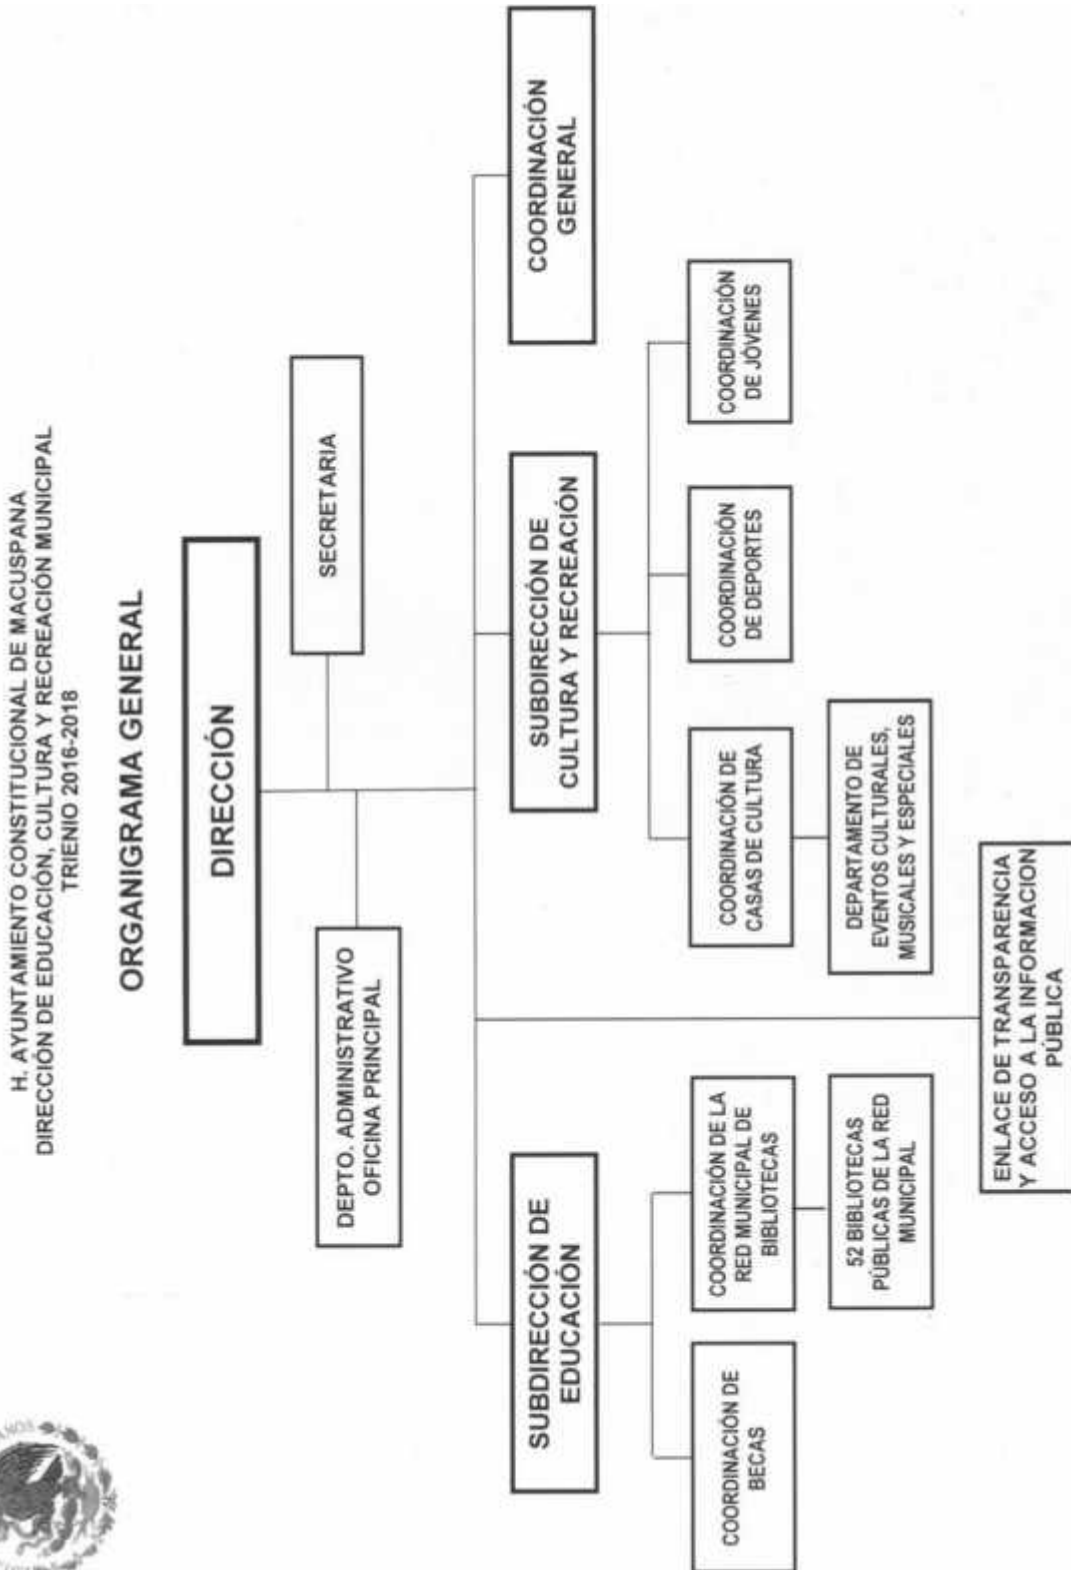 H. AYUNTAMIENTO CONSTITUCIONAL DE MACUSPANA
DIRECCIÓN DE EDUCACIÓN, CULTURA Y RECREACIÓN MUNICIPAL
TRIENIO 2016-2018
ORGANIGRAMA GENERAL
DIRECCIÓN
SECRETARIA
DEPTO. ADMINISTRATIVO
OFICINA PRINCIPAL
SUBDIRECCIÓN DE
EDUCACIÓN
SUBDIRECCIÓN DE
CULTURA Y RECREACIÓN
COORDINACIÓN
GENERAL
COORDINACIÓN DE
BECAS
COORDINACIÓN DE LA
RED MUNICIPAL DE
BIBLIOTECAS
COORDINACIÓN DE
CASAS DE CULTURA
COORDINACIÓN
DE DEPORTES
COORDINACIÓN
DE JÓVENES
52 BIBLIOTECAS
PÚBLICAS DE LA RED
MUNICIPAL
DEPARTAMENTO DE
EVENTOS CULTURALES,
MUSICALES Y ESPECIALES
ENLACE DE TRANSPARENCIA
Y ACCESO A LA INFORMACION
PÚBLICA